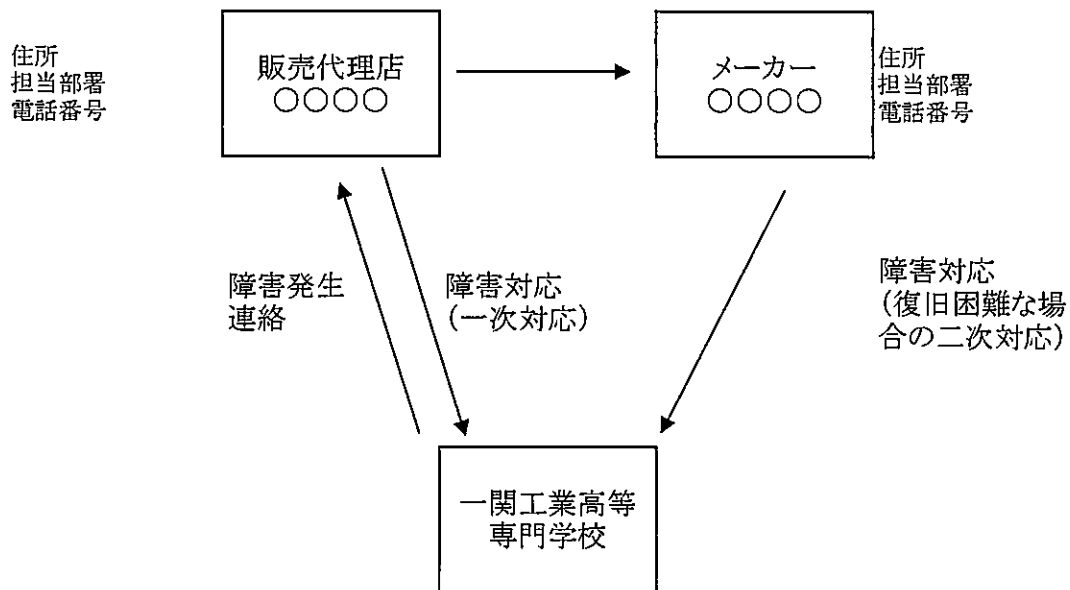 住所
担当部署
電話番号
販売代理店
○○○○
メーカー
○○○○
住所
担当部署
電話番号
障害発生
連絡
障害対応
(一次対応)
障害対応
(復旧困難な場
合の二次対応)
一関工業高等
専門学校